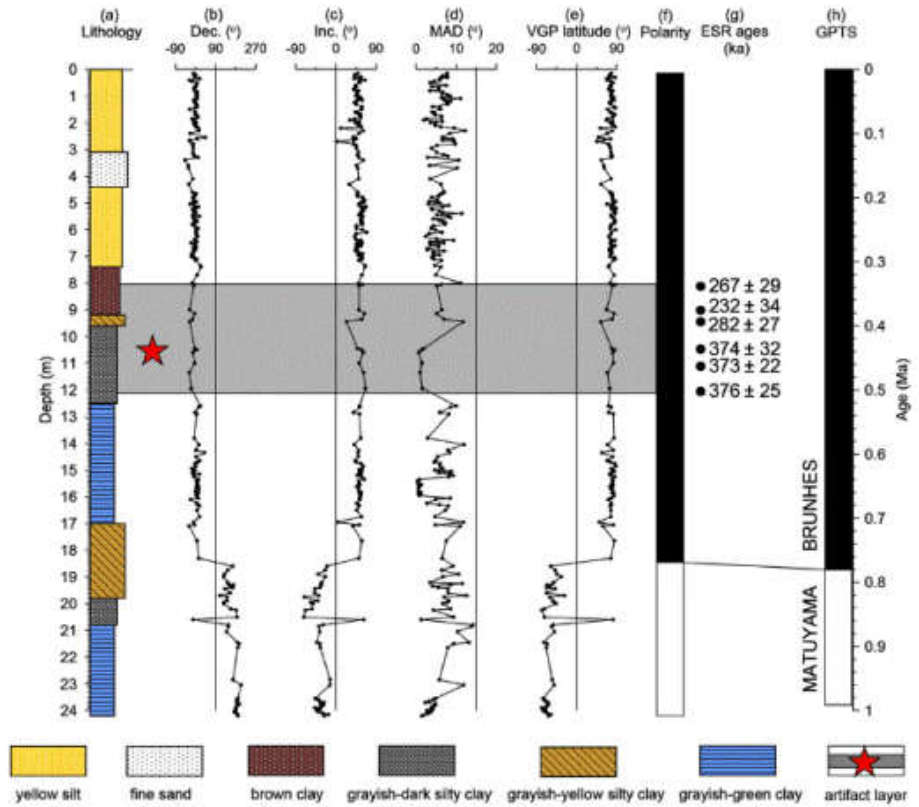 (a) (b) (c) (d) (e) (f) (g) (h)
Lithology Dec. (º) Inc. (º) MAD (º) VGP latitude (º) Polarity ESR ages (ka) GPTS
-90 90 270 -90 0 90 0 10 20 -90 0 90
0 0
1
2 0.1
3
4
5 0.2
6
7 0.3
8 267 ± 29
9 232 ± 34
282 ± 27 0.4
10 374 ± 32
11 373 ± 22
12 376 ± 25 0.5
13
14 0.6
15
16
17 0.7
18
19 0.8
20
21
22 0.9
23
24 1
Depth (m)
Age (Ma)
BRUNHES
MATUYAMA
yellow silt fine sand brown clay grayish-dark silty clay grayish-yellow silty clay grayish-green clay artifact layer